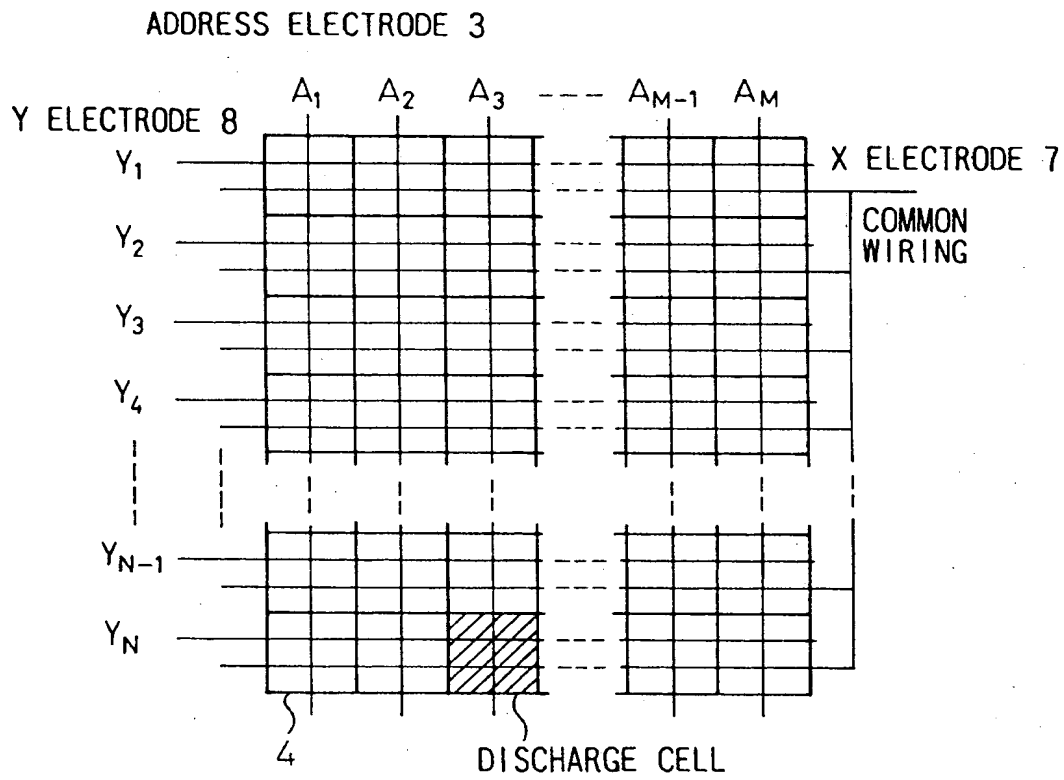 ADDRESS ELECTRODE 3
A1 A2 A3 AM-1 AM
Y ELECTRODE 8
Y1
X ELECTRODE 7
COMMON
WIRING
Y2
Y3
Y4
YN-1
YN
4
DISCHARGE CELL